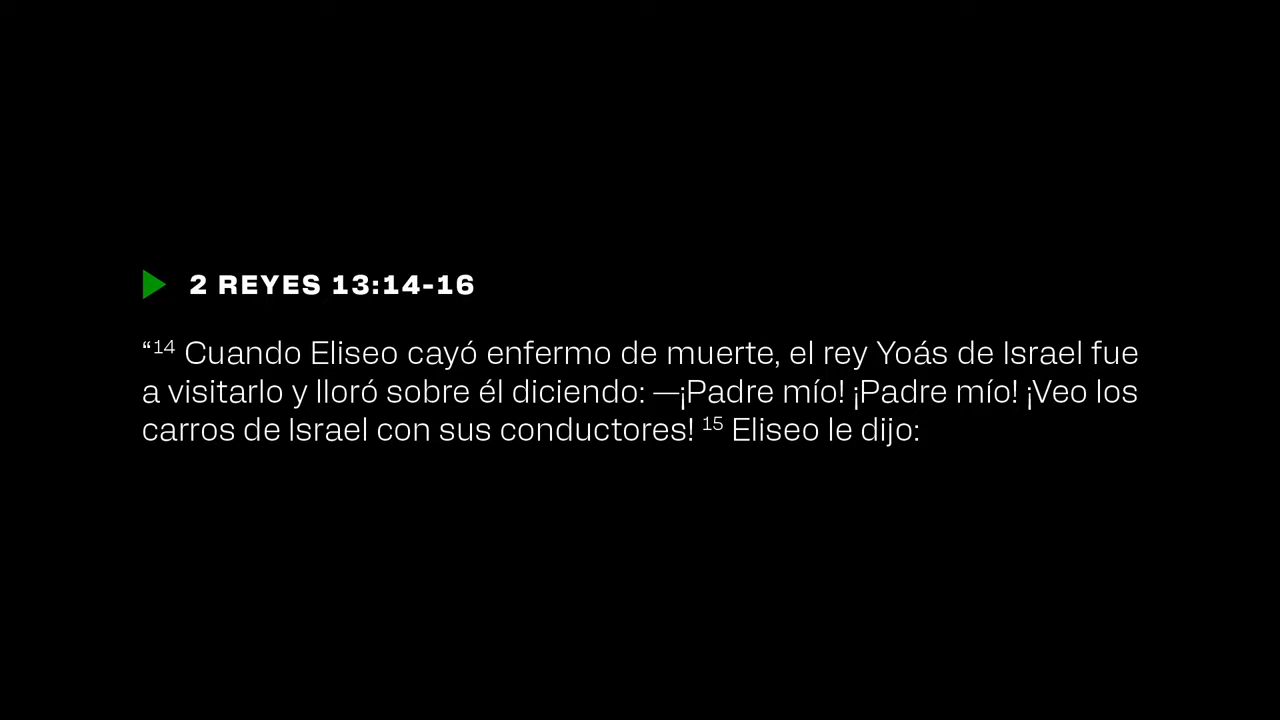 2 REYES 13:14-16
“14 Cuando Eliseo cayó enfermo de muerte, el rey Yoás de Israel fue
a visitarlo y lloró sobre él diciendo: —¡Padre mío! ¡Padre mío! ¡Veo los
carros de Israel con sus conductores! 15 Eliseo le dijo: